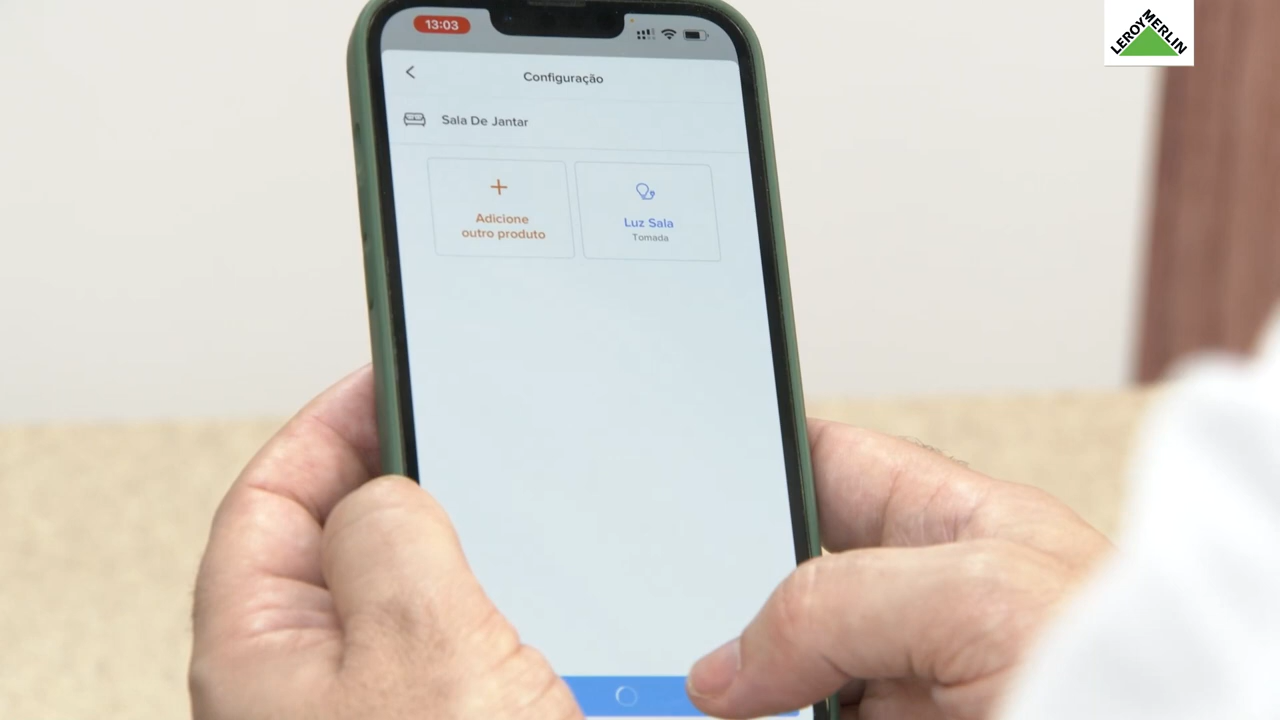 13:03
LEROY MERLIN
Configuração
Sala De Jantar
Adicione
outro produto
Luz Sala
Tomada